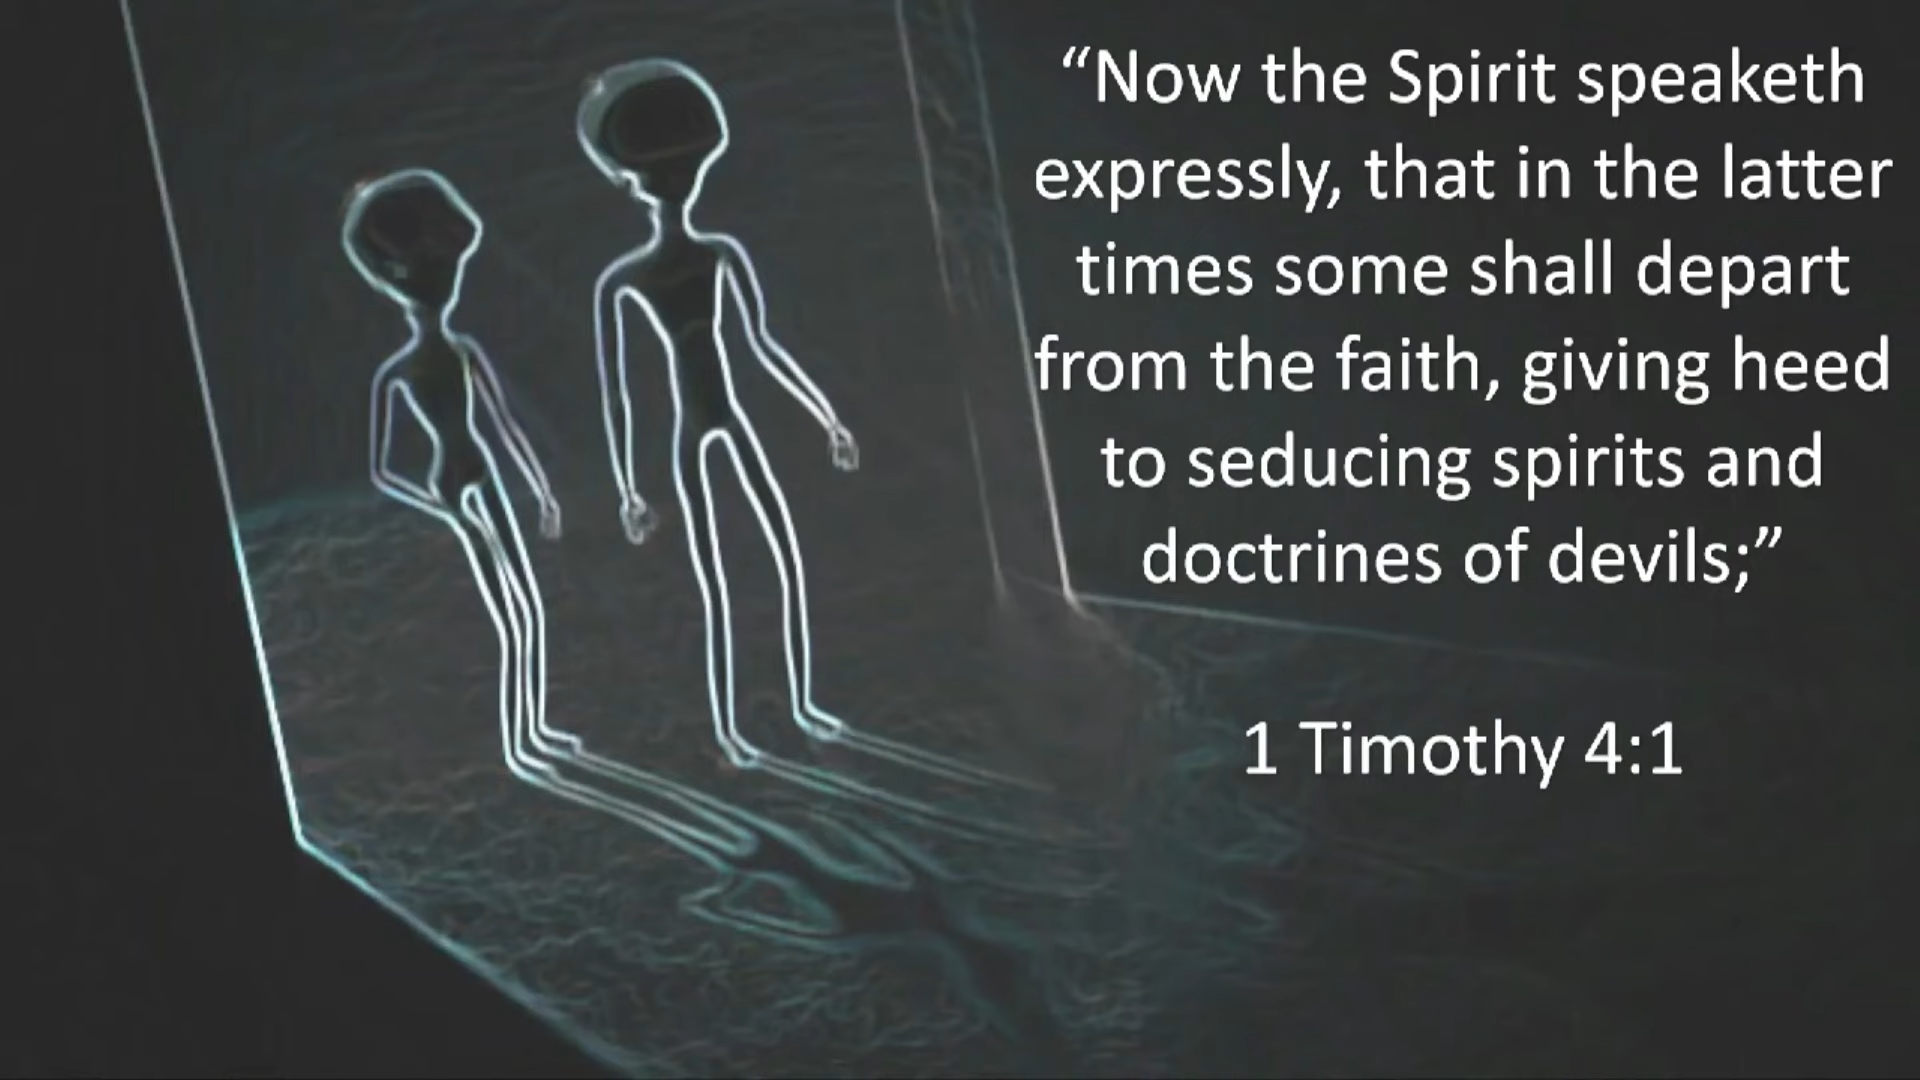 “Now the Spirit speaketh
expressly, that in the latter
times some shall depart
from the faith, giving heed
to seducing spirits and
doctrines of devils;”
1 Timothy 4:1